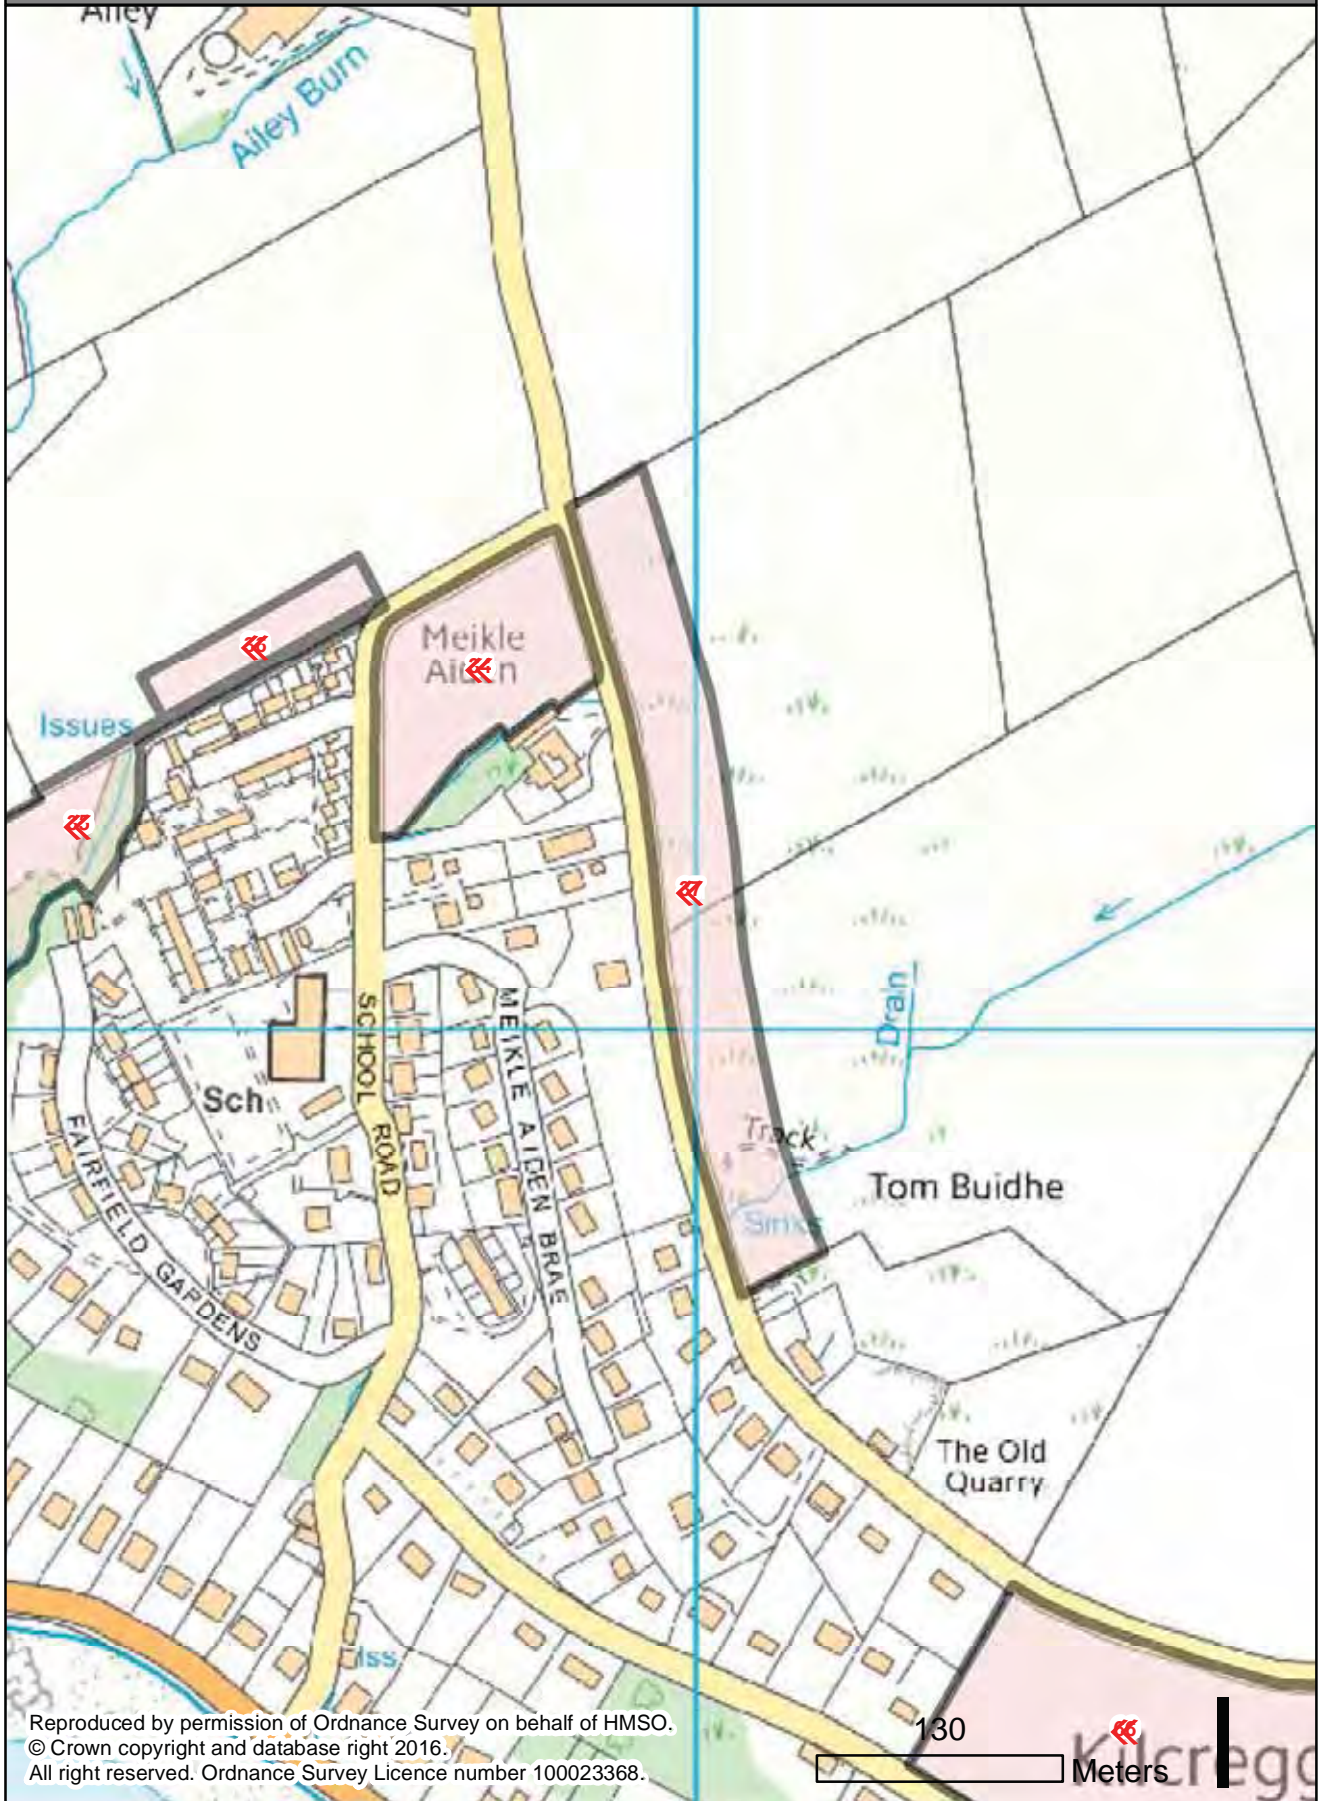 Ailey
Ailey Burn
Meikle
Issues
Drain
SCHOOL ROAD
MEIKLE AIDEN BRAE
Sch
Track
Tom Buidhe
Sinks
FAIRFIELD GARDENS
The Old
Quarry
Iss
Reproduced by permission of Ordnance Survey on behalf of HMSO.
© Crown copyright and database right 2016.
All right reserved. Ordnance Survey Licence number 100023368.
130
Meters
Kilcregg